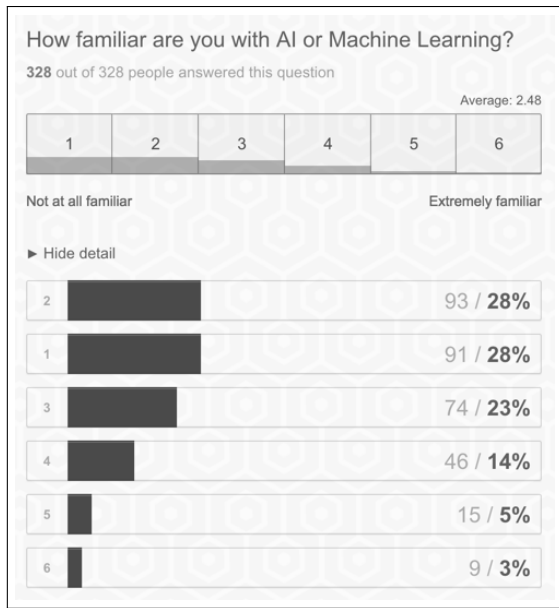 How familiar are you with AI or Machine Learning?
328 out of 328 people answered this question
Average: 2.48
1 2 3 4 5 6
Not at all familiar Extremely familiar
► Hide detail
2 93 / 28%
1 91 / 28%
3 74 / 23%
4 46 / 14%
5 15 / 5%
6 9 / 3%